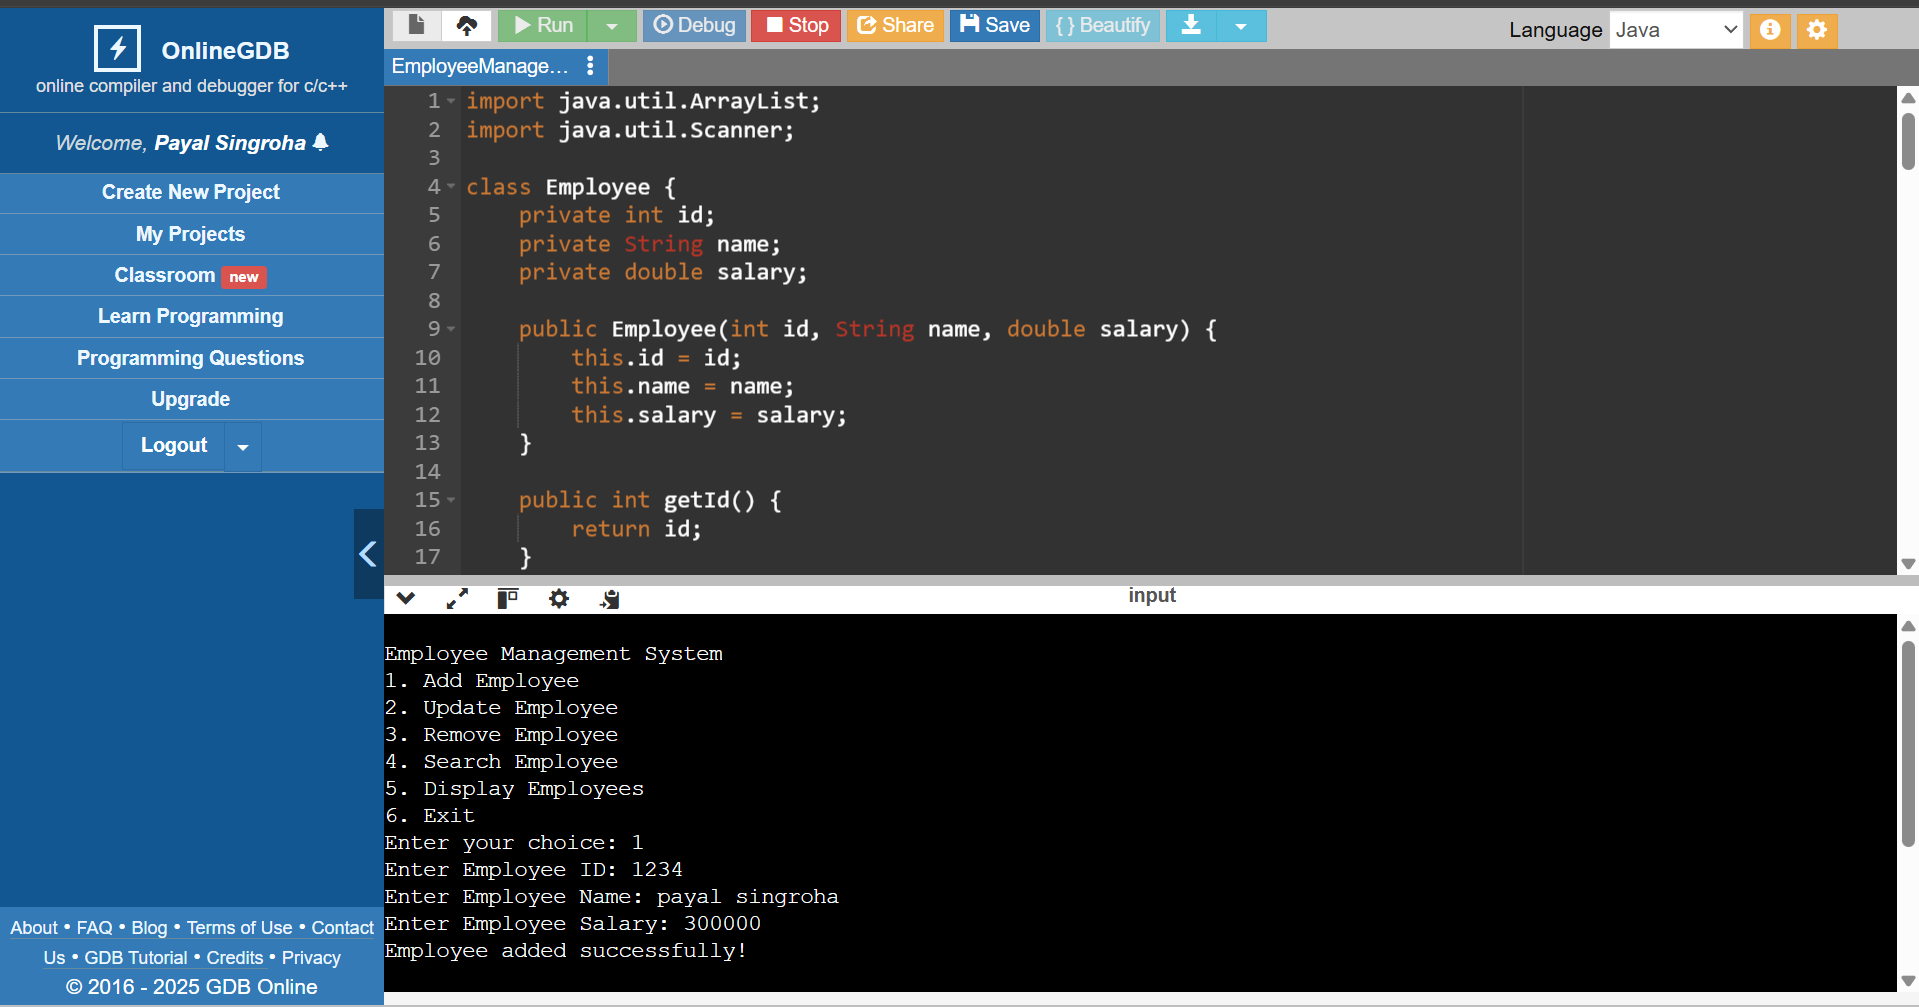 OnlineGDB
online compiler and debugger for c/c++
Welcome, Payal Singroha
Create New Project
My Projects
Classroom new
Learn Programming
Programming Questions
Upgrade
Logout
About • FAQ • Blog • Terms of Use • Contact
Us • GDB Tutorial • Credits • Privacy
© 2016 - 2025 GDB Online
Run Debug Stop Share Save { } Beautify Language Java
EmployeeManage...
1 import java.util.ArrayList;
2 import java.util.Scanner;
3
4 class Employee {
5 private int id;
6 private String name;
7 private double salary;
8
9 public Employee(int id, String name, double salary) {
10 this.id = id;
11 this.name = name;
12 this.salary = salary;
13 }
14
15 public int getId() {
16 return id;
17 }
input
Employee Management System
1. Add Employee
2. Update Employee
3. Remove Employee
4. Search Employee
5. Display Employees
6. Exit
Enter your choice: 1
Enter Employee ID: 1234
Enter Employee Name: payal singroha
Enter Employee Salary: 300000
Employee added successfully!